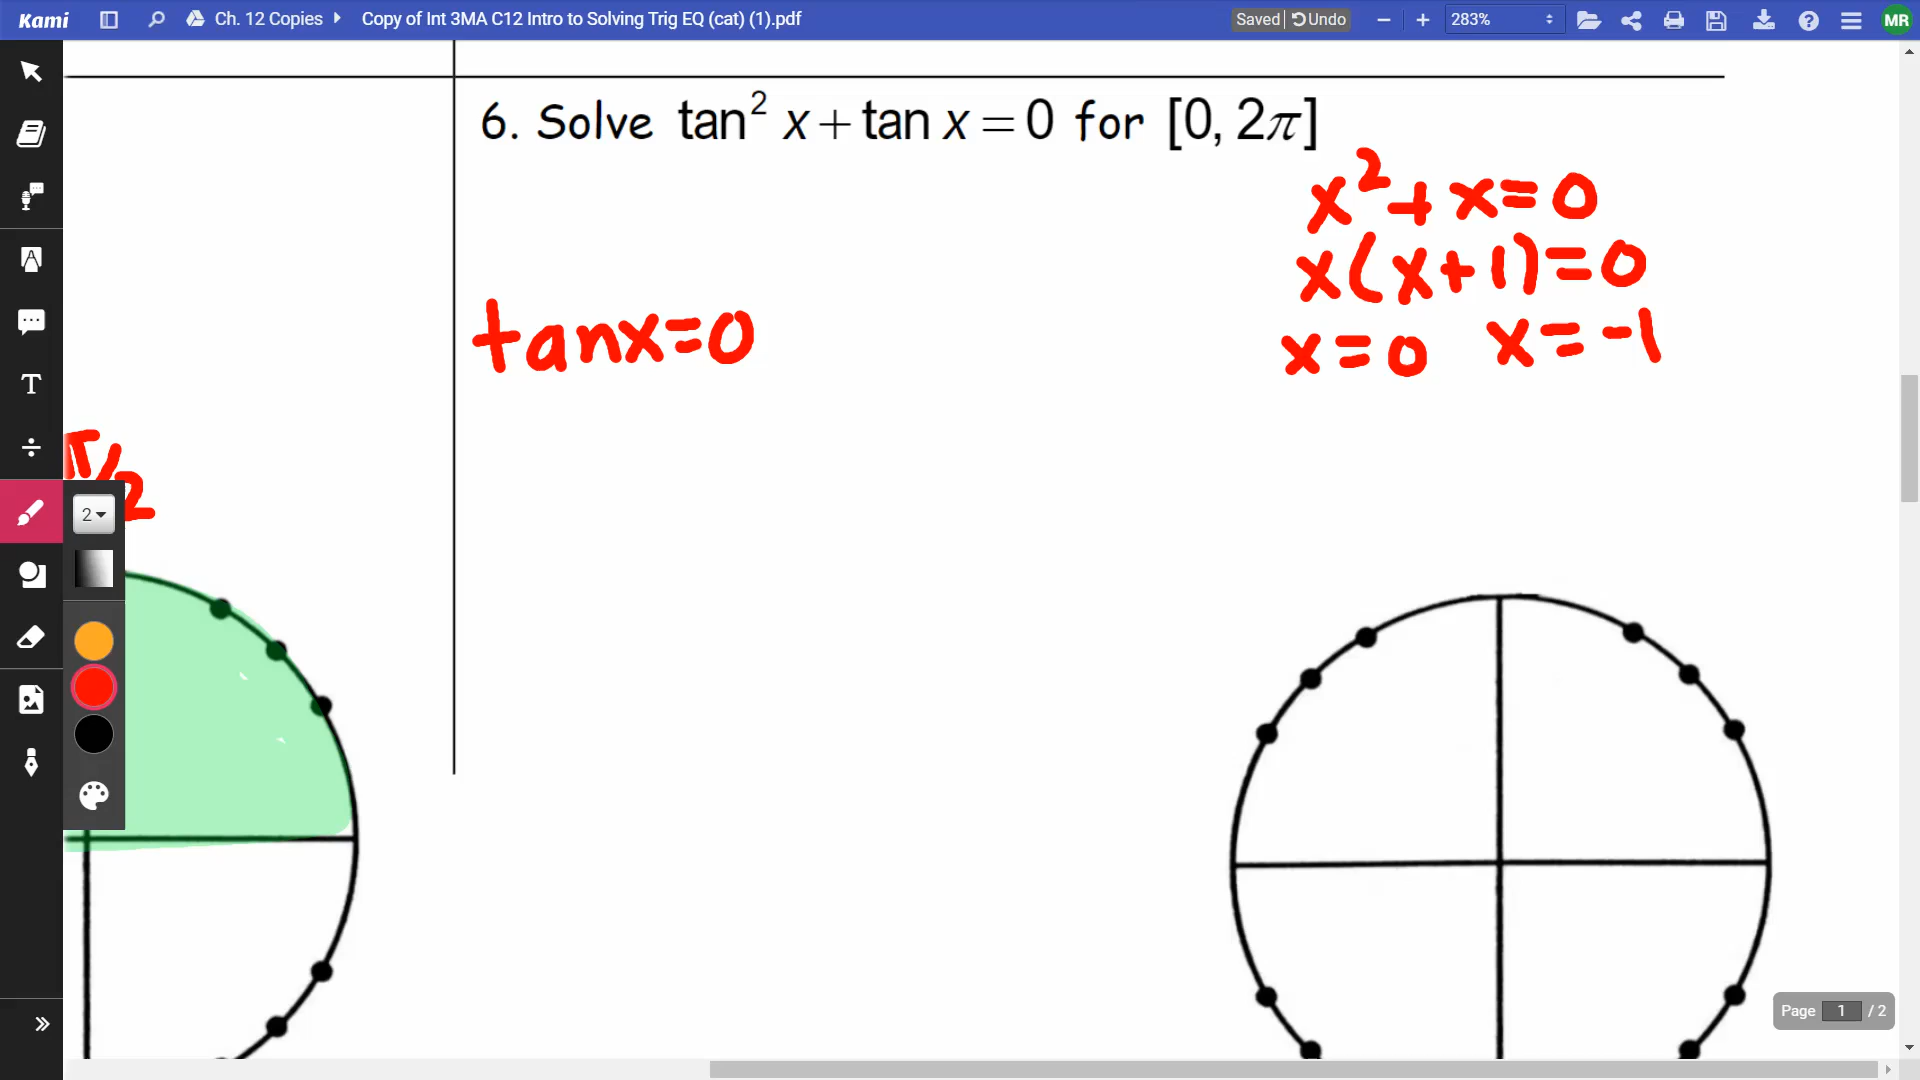 Kami
Ch. 12 Copies
Copy of Int 3MA C12 Intro to Solving Trig EQ (cat) (1).pdf
Saved | Undo
283%
MR
6. Solve tan² x + tan x = 0 for [0, 2π]
x² + x = 0
x(x+1)=0
x=0 x=-1
tanx=0
π/2
2
Page 1 / 2